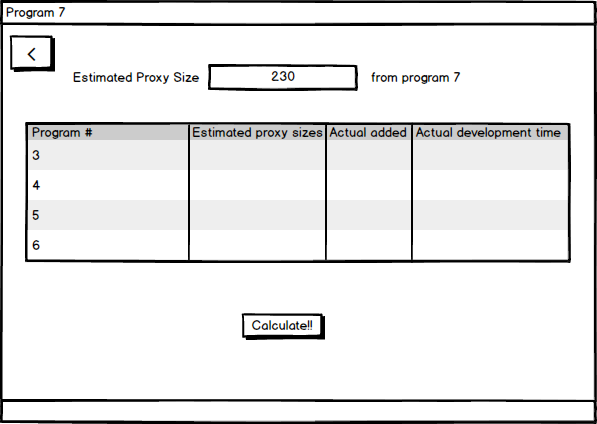 Program 7
<
Estimated Proxy Size 230 from program 7
Program # Estimated proxy sizes Actual added Actual development time
3
4
5
6
Calculate!!